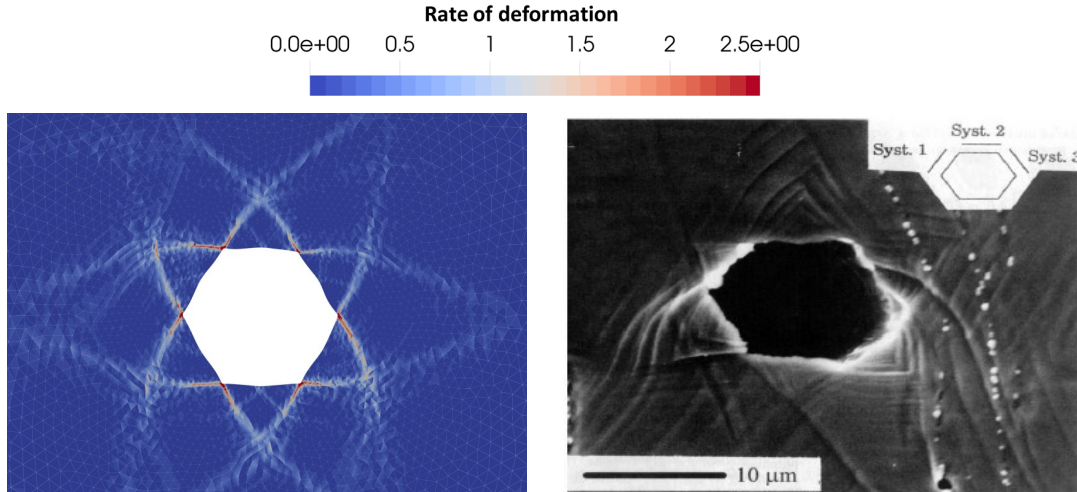 Rate of deformation
0.0e+00 0.5 1 1.5 2 2.5e+00
Syst. 2
Syst. 1
Syst. 3
10 µm